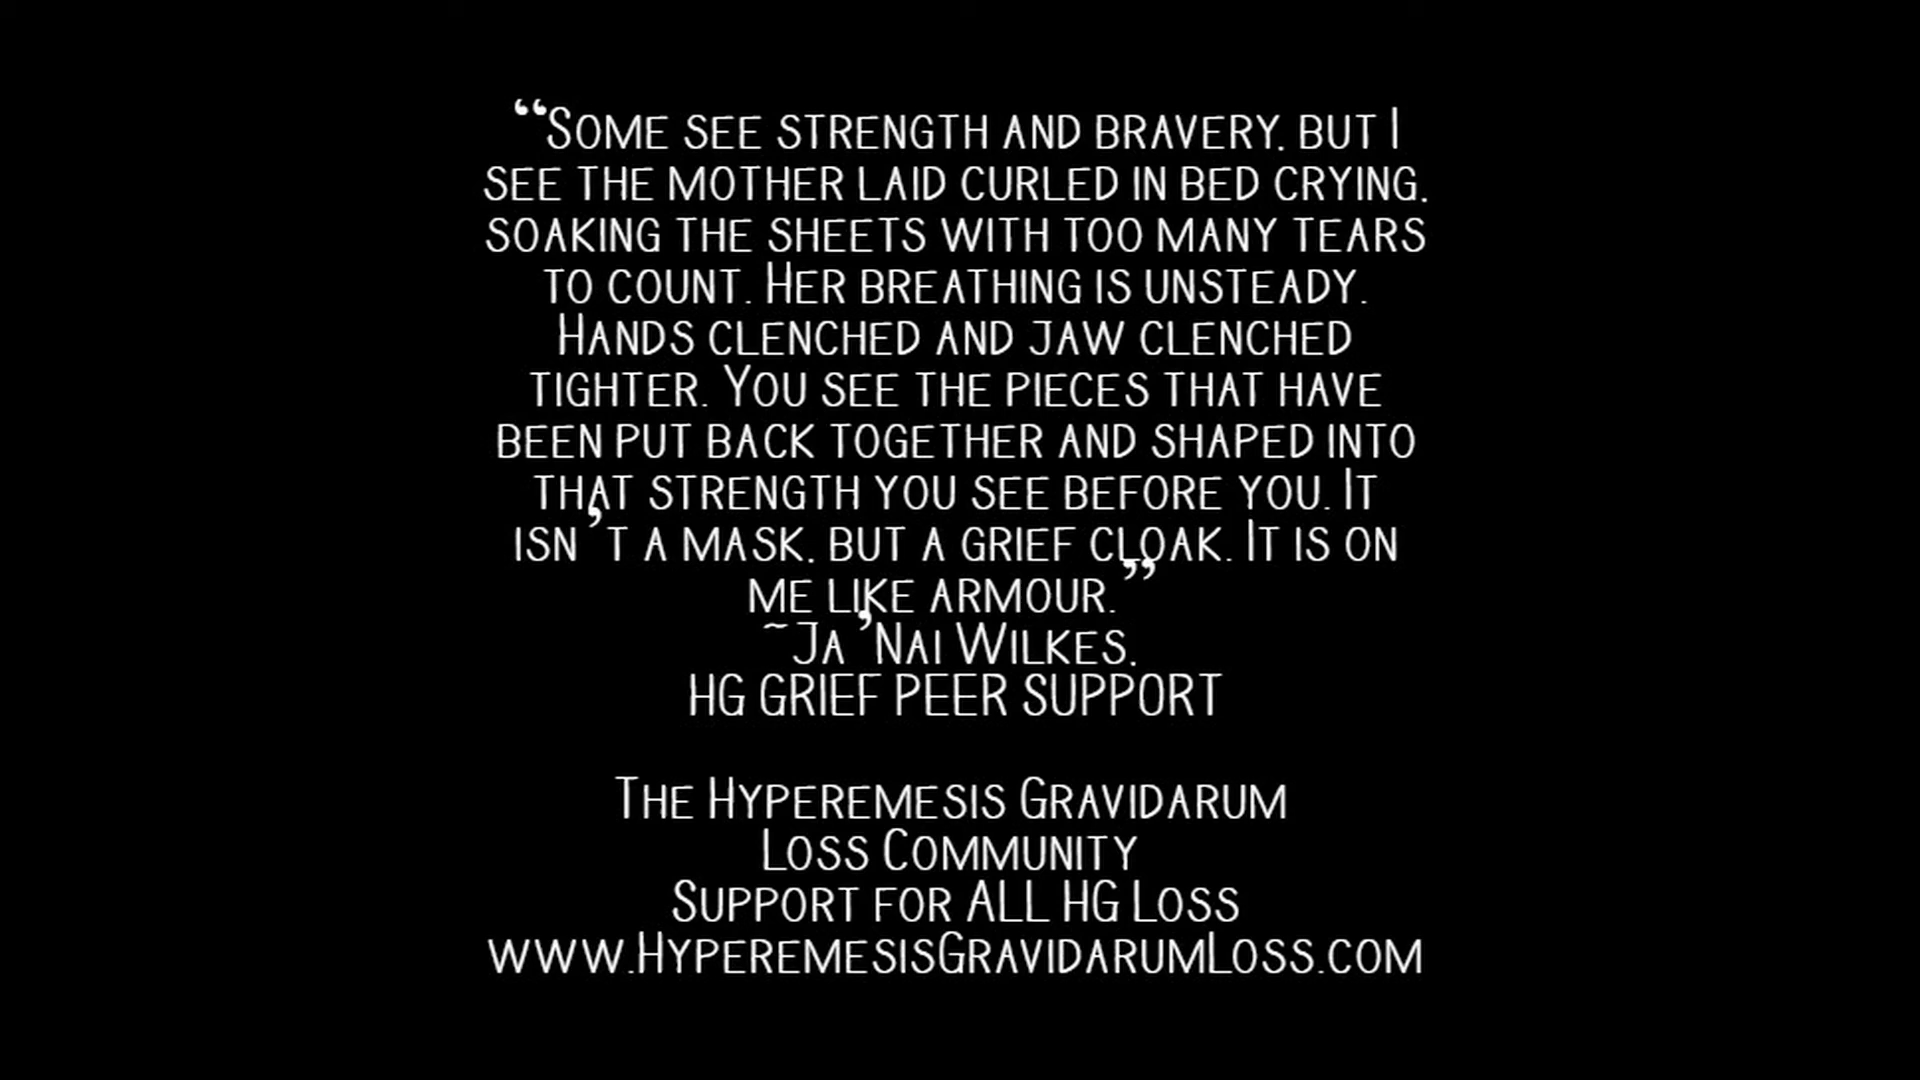 “Some see strength and bravery, but I
see the mother laid curled in bed crying,
soaking the sheets with too many tears
to count. Her breathing is unsteady.
Hands clenched and jaw clenched
tighter. You see the pieces that have
been put back together and shaped into
that strength you see before you. It
isn’t a mask, but a grief cloak. It is on
me like armour.”
~Ja’Nai Wilkes,
HG GRIEF PEER SUPPORT
The Hyperemesis Gravidarum
Loss Community
Support for ALL HG Loss
www.HyperemesisGravidarumLoss.com